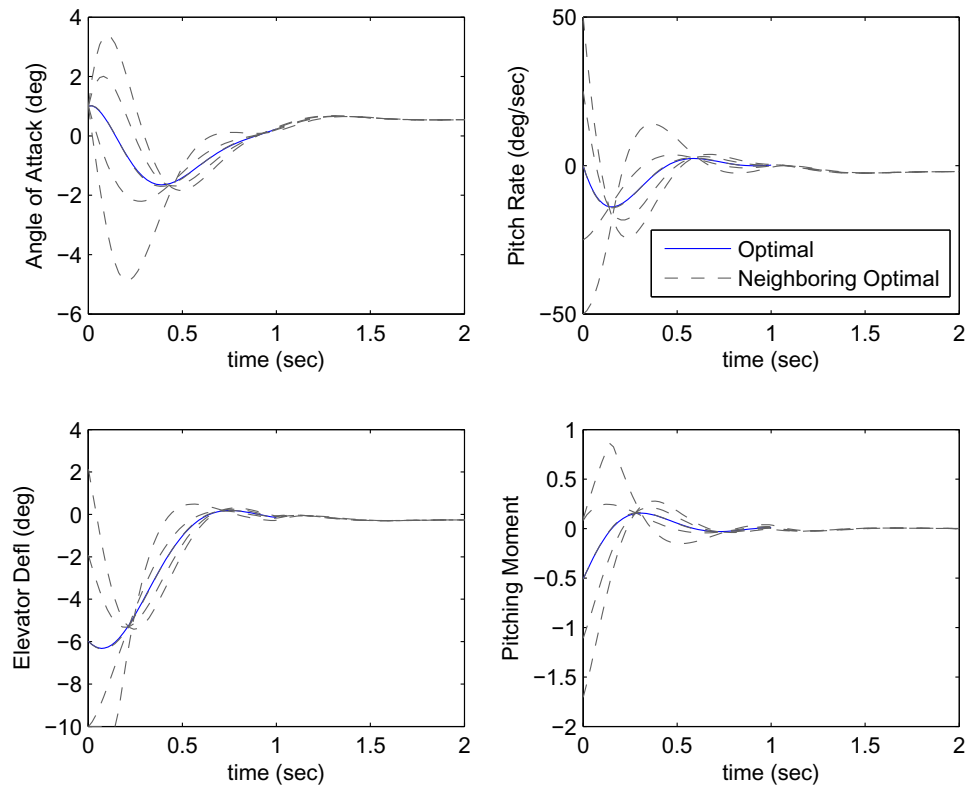 4
2
0
−2
−4
−6
Angle of Attack (deg)
0 0.5 1 1.5 2
time (sec)
50
0
−50
Pitch Rate (deg/sec)
Optimal
Neighboring Optimal
0 0.5 1 1.5 2
time (sec)
4
2
0
−2
−4
−6
−8
−10
Elevator Defl (deg)
0 0.5 1 1.5 2
time (sec)
1
0.5
0
−0.5
−1
−1.5
−2
Pitching Moment
0 0.5 1 1.5 2
time (sec)